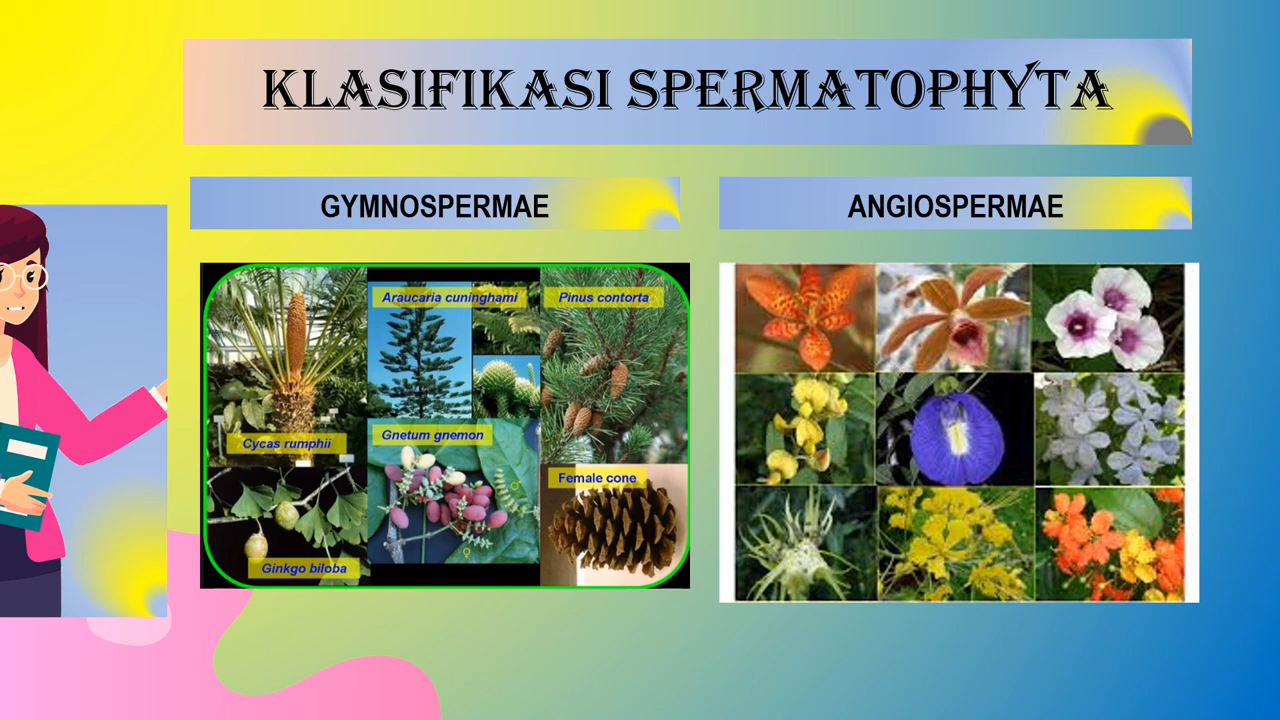 KLASIFIKASI SPERMATOPHYTA
GYMNOSPERMAE
ANGIOSPERMAE
Araucaria cuninghami
Pinus contorta
Cycas rumphii
Gnetum gnemon
Female cone
Ginkgo biloba